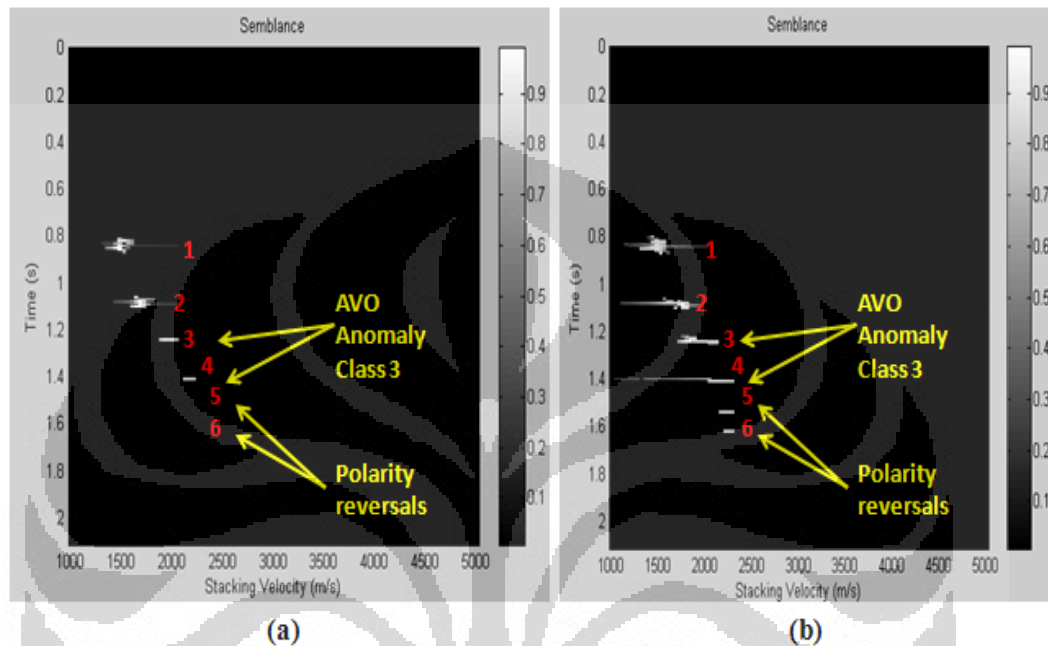 Semblance
0
0.2
0.4
0.6
0.8
1
1.2
1.4
1.6
1.8
2
Time (s)
1000 1500 2000 2500 3000 3500 4000 4500 5000
Stacking Velocity (m/s)
0.9
0.8
0.7
0.6
0.5
0.4
0.3
0.2
0.1
1
2
3
4
5
6
AVO
Anomaly
Class 3
Polarity
reversals
(a)
Semblance
0
0.2
0.4
0.6
0.8
1
1.2
1.4
1.6
1.8
2
Time (s)
1000 1500 2000 2500 3000 3500 4000 4500 5000
Stacking Velocity (m/s)
0.9
0.8
0.7
0.6
0.5
0.4
0.3
0.2
0.1
1
2
3
4
5
6
AVO
Anomaly
Class 3
Polarity
reversals
(b)